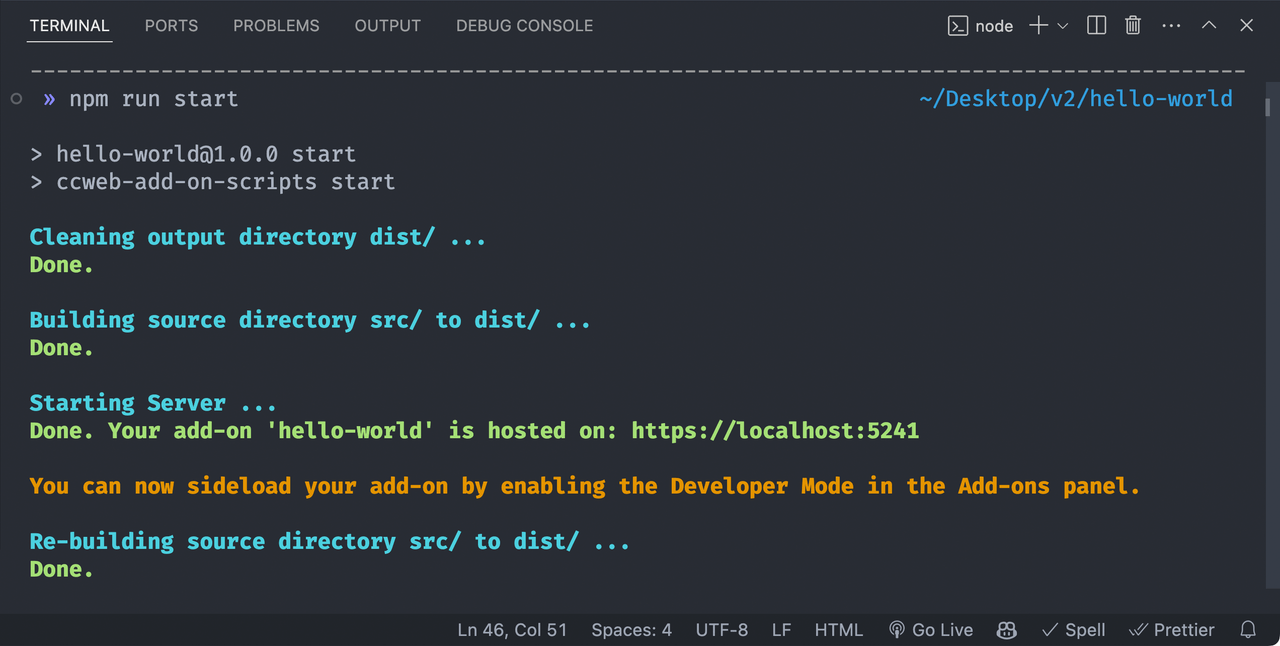 TERMINAL PORTS PROBLEMS OUTPUT DEBUG CONSOLE node
» npm run start ~/Desktop/v2/hello-world
> hello-world@1.0.0 start
> ccweb-add-on-scripts start
Cleaning output directory dist/ ...
Done.
Building source directory src/ to dist/ ...
Done.
Starting Server ...
Done. Your add-on 'hello-world' is hosted on: https://localhost:5241
You can now sideload your add-on by enabling the Developer Mode in the Add-ons panel.
Re-building source directory src/ to dist/ ...
Done.
Ln 46, Col 51 Spaces: 4 UTF-8 LF HTML Go Live Spell Prettier